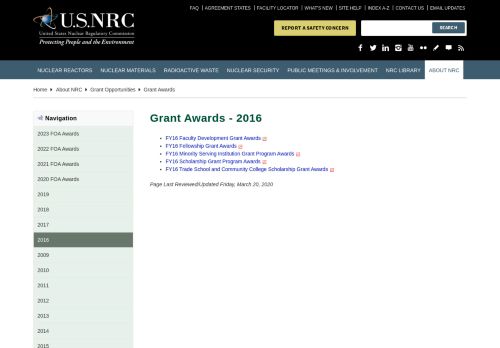 FAQ | AGREEMENT STATES | FACILITY LOCATOR | WHAT'S NEW | SITE HELP | INDEX A-Z | CONTACT US | EMAIL UPDATES
U.S.NRC
United States Nuclear Regulatory Commission
Protecting People and the Environment
REPORT A SAFETY CONCERN
SEARCH
NUCLEAR REACTORS NUCLEAR MATERIALS RADIOACTIVE WASTE NUCLEAR SECURITY PUBLIC MEETINGS & INVOLVEMENT NRC LIBRARY ABOUT NRC
Home About NRC Grant Opportunities Grant Awards
Navigation
2023 FOA Awards
2022 FOA Awards
2021 FOA Awards
2020 FOA Awards
2019
2018
2017
2016
2009
2010
2011
2012
2013
2014
2015
Grant Awards - 2016
FY16 Faculty Development Grant Awards
FY16 Fellowship Grant Awards
FY16 Minority Serving Institution Grant Program Awards
FY16 Scholarship Grant Program Awards
FY16 Trade School and Community College Scholarship Grant Awards
Page Last Reviewed/Updated Friday, March 20, 2020